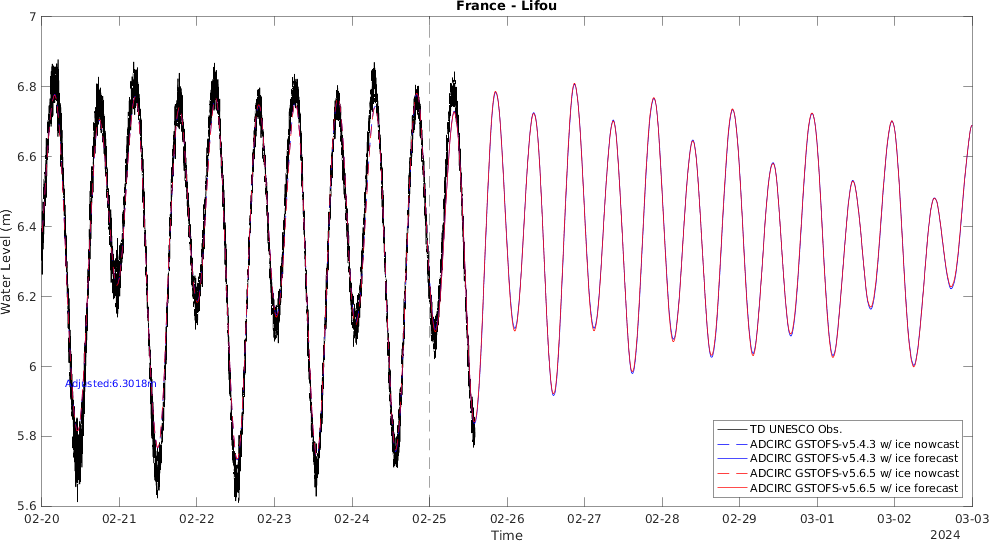 France - Lifou
7
6.8
6.6
6.4
6.2
6
5.8
5.6
Water Level (m)
Adjusted:6.3018m
TD UNESCO Obs.
ADCIRC GSTOFS-v5.4.3 w/ ice nowcast
ADCIRC GSTOFS-v5.4.3 w/ ice forecast
ADCIRC GSTOFS-v5.6.5 w/ ice nowcast
ADCIRC GSTOFS-v5.6.5 w/ ice forecast
02-20 02-21 02-22 02-23 02-24 02-25 02-26 02-27 02-28 02-29 03-01 03-02 03-03
Time
2024